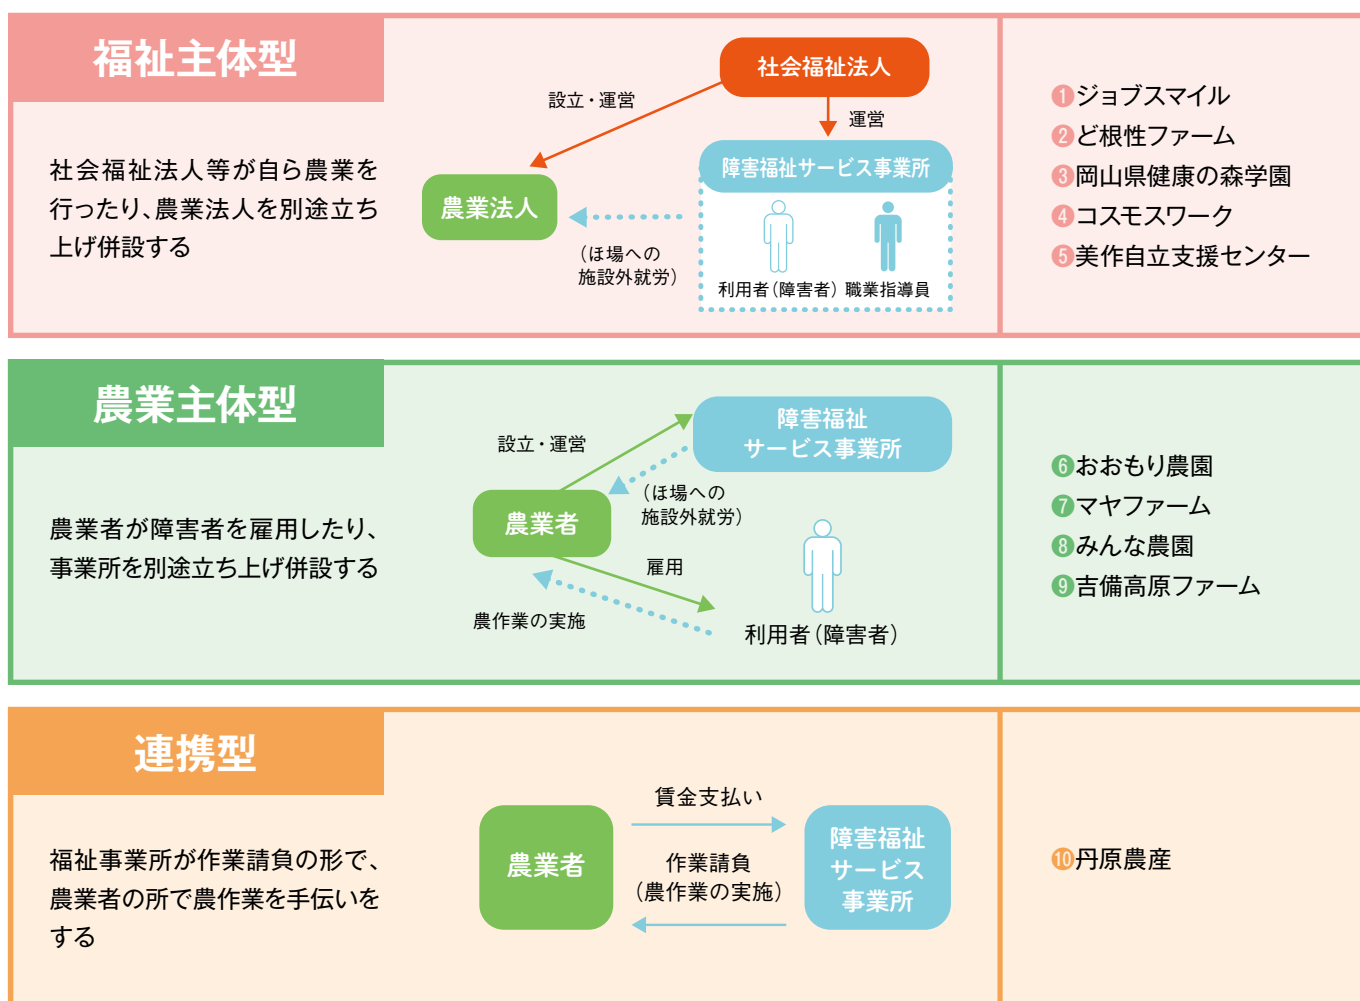 福祉主体型
社会福祉法人等が自ら農業を
行ったり、農業法人を別途立ち
上げ併設する
社会福祉法人
設立・運営
運営
障害福祉サービス事業所
農業法人
(ほ場への
施設外就労)
利用者(障害者) 職業指導員
❶ジョブスマイル
❷ど根性ファーム
❸岡山県健康の森学園
❹コスモスワーク
❺美作自立支援センター
農業主体型
農業者が障害者を雇用したり、
事業所を別途立ち上げ併設する
障害福祉
サービス事業所
設立・運営
(ほ場への
施設外就労)
農業者
雇用
農作業の実施
利用者(障害者)
❻おおもり農園
❼マヤファーム
❽みんな農園
❾吉備高原ファーム
連携型
福祉事業所が作業請負の形で、
農業者の所で農作業を手伝いを
する
賃金支払い
農業者
作業請負
(農作業の実施)
障害福祉
サービス
事業所
❿丹原農産